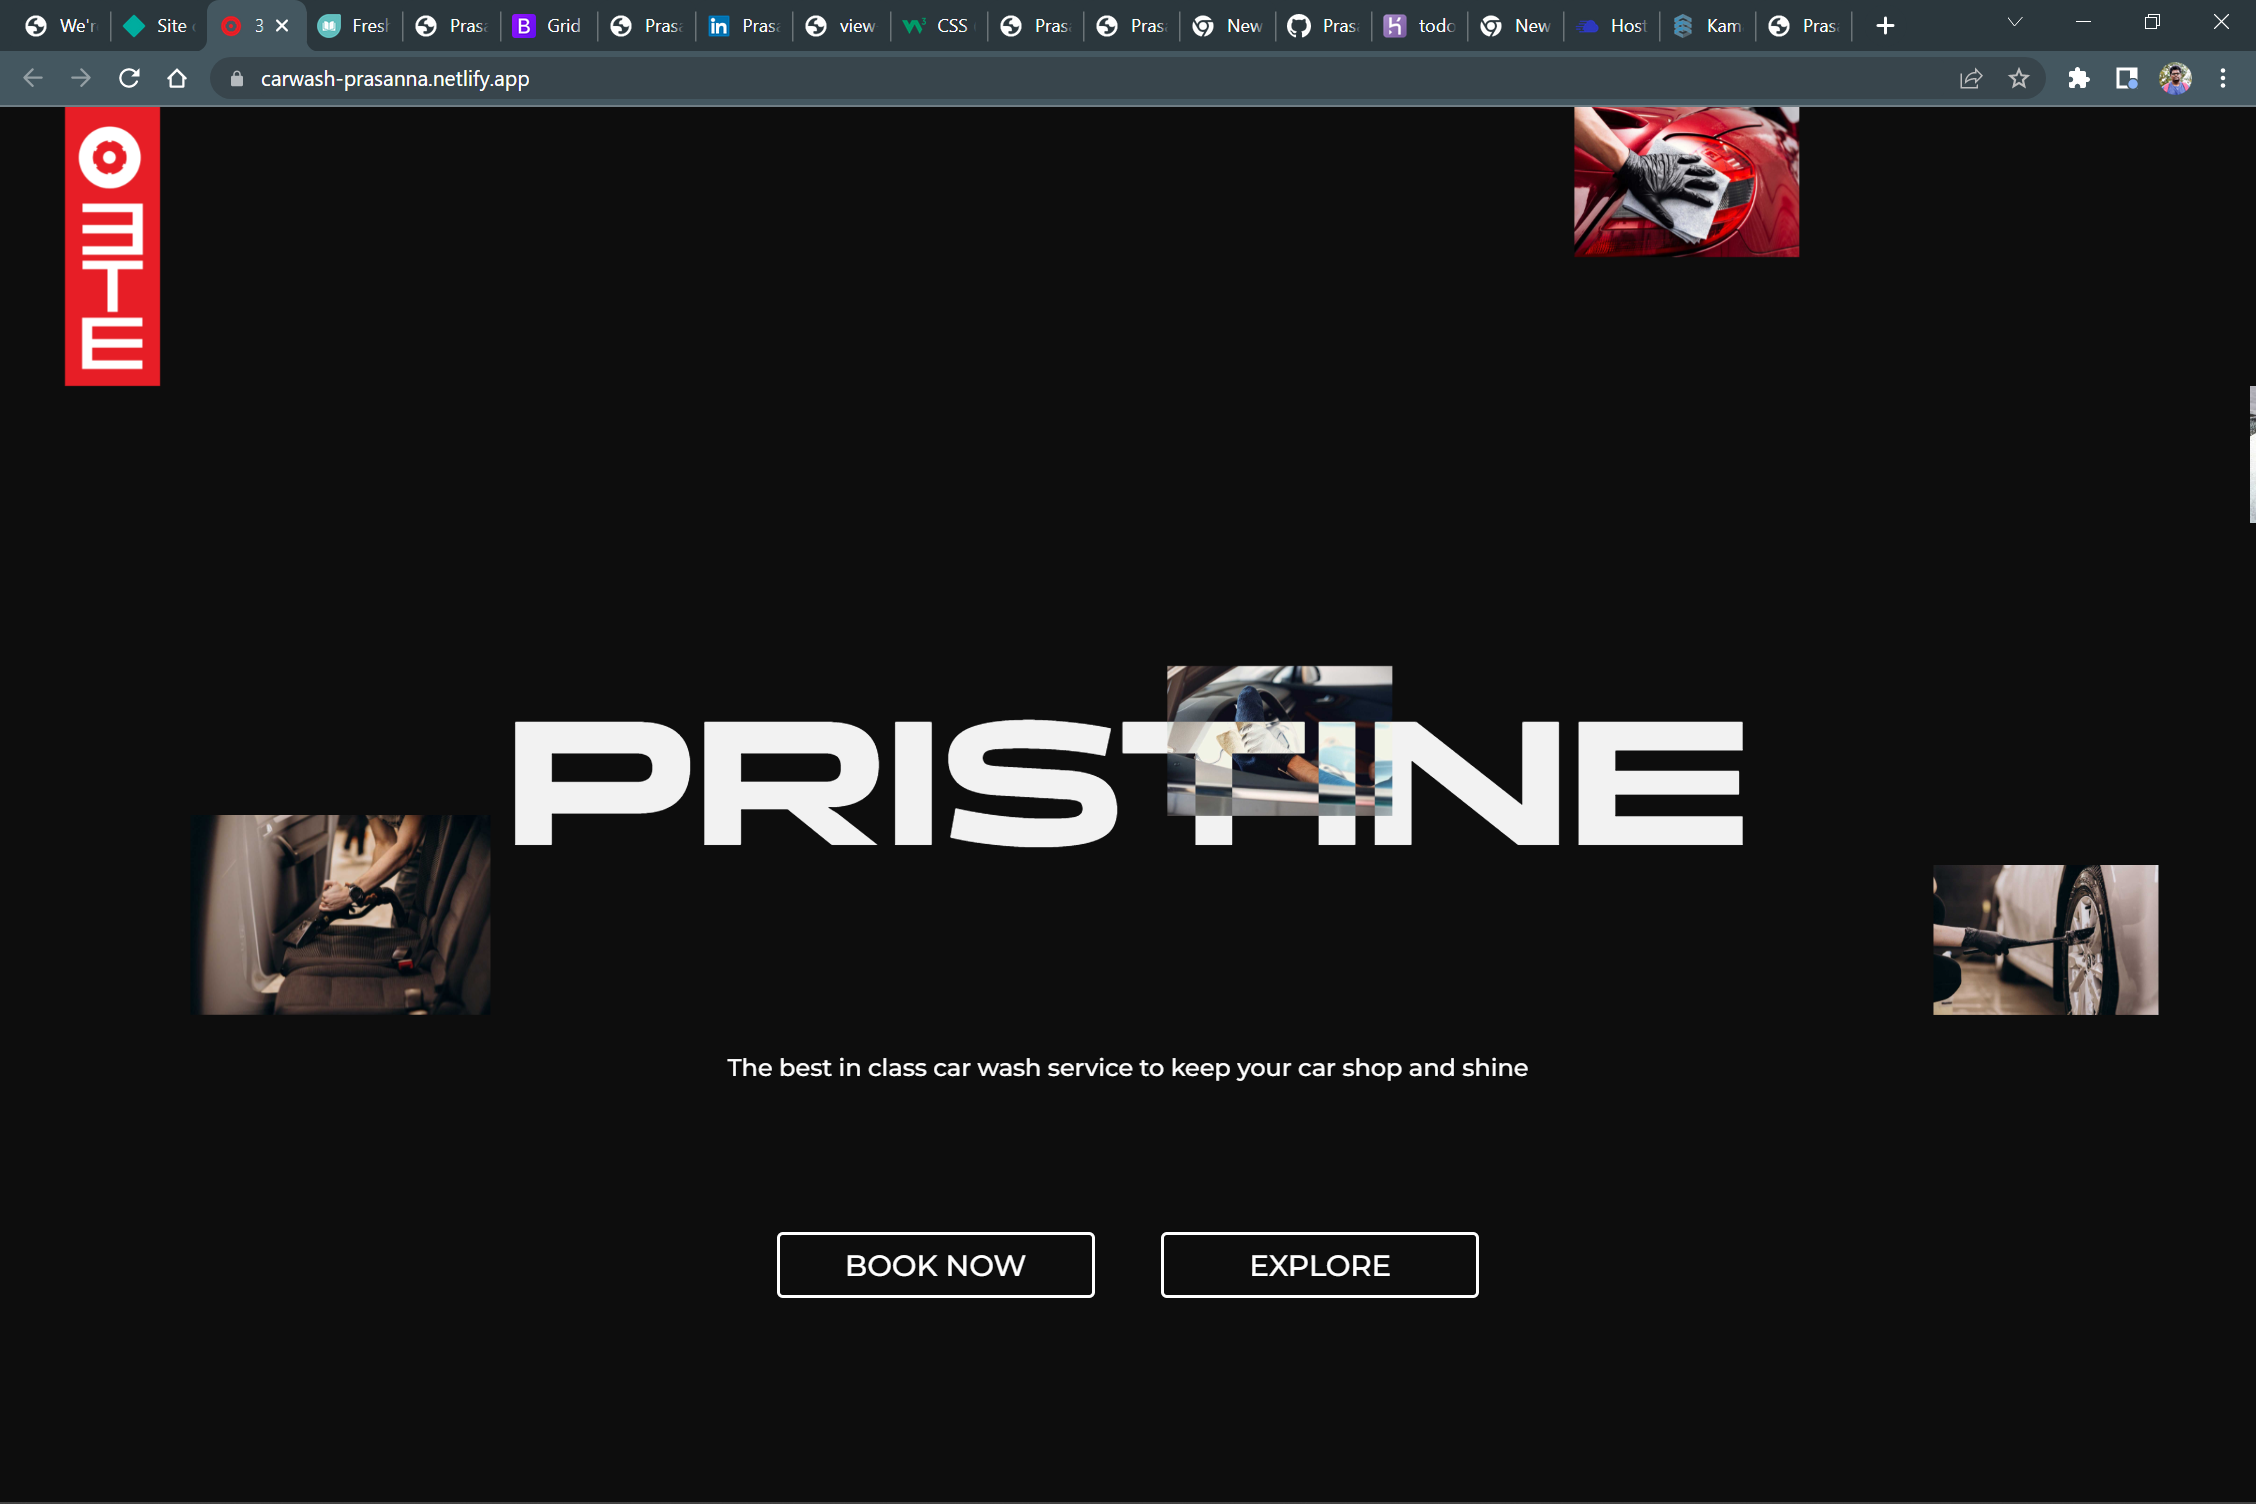 We'r Site 3 Fresh Pras Grid Pras Pras view CSS Pras Pras New Pras todo New Host Kam Pras
carwash-prasanna.netlify.app
3TE
PRISTINE
The best in class car wash service to keep your car shop and shine
BOOK NOW EXPLORE